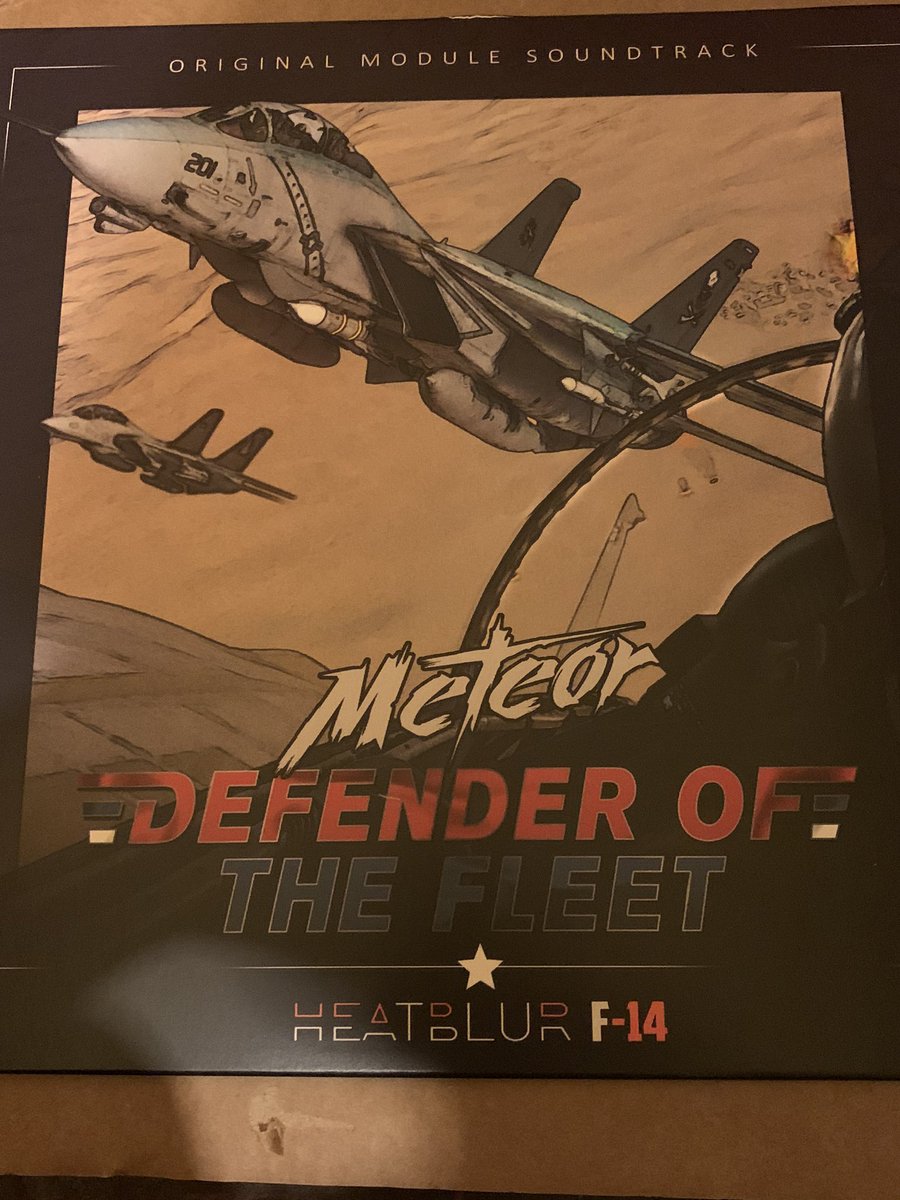 ORIGINAL MODULE SOUNDTRACK
201
Meteor
DEFENDER OF
THE FLEET
HEATBLUR F-14